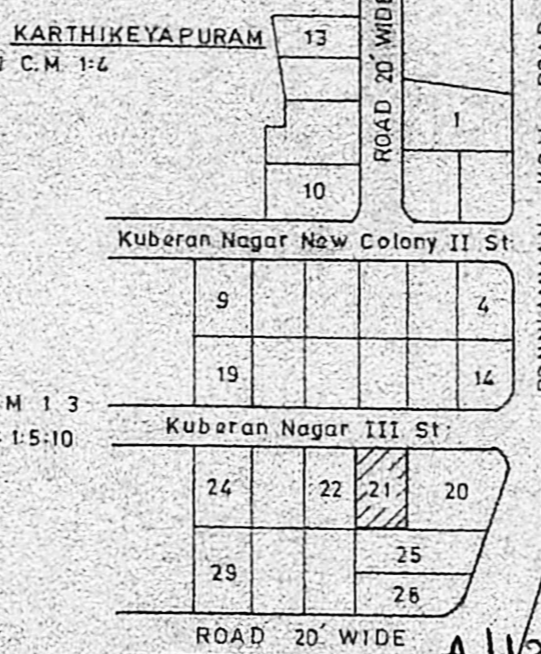 KARTHIKEYAPURAM
C.M 1:4
13
ROAD 20' WIDE
1
10
Kuberan Nagar New Colony II St:
9
4
19
14
M 1 3
1:5:10
Kuberan Nagar III St:
24
22
21
20
25
29
26
ROAD 20' WIDE